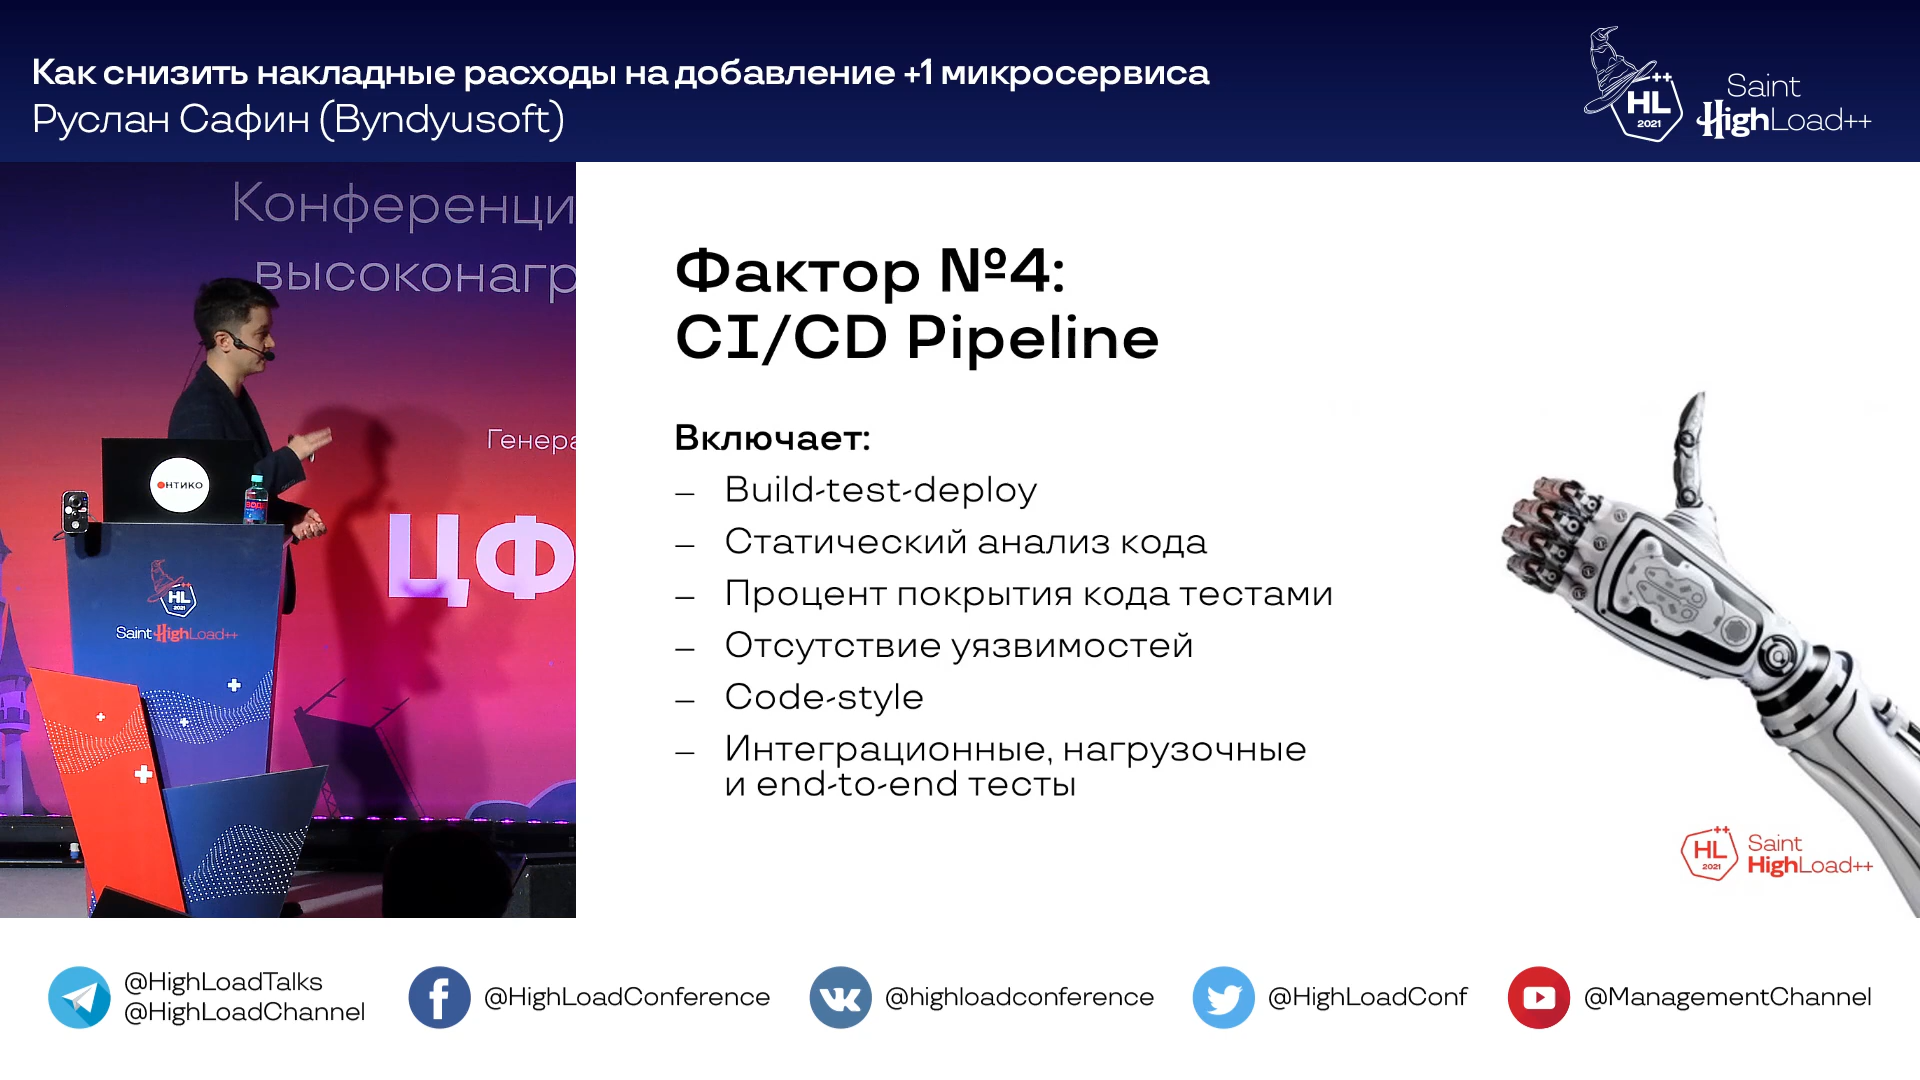 Как снизить накладные расходы на добавление +1 микросервиса
Руслан Сафин (Byndyusoft)
HL
2021
Saint
HighLoad++
Конференци
высоконагр
Генера
ЦФ
ОНТИКО
HL
2021
Saint HighLoad++
Фактор №4:
CI/CD Pipeline
Включает:
– Build-test-deploy
– Статический анализ кода
– Процент покрытия кода тестами
– Отсутствие уязвимостей
– Code-style
– Интеграционные, нагрузочные
и end-to-end тесты
HL
2021
Saint
HighLoad++
@HighLoadTalks
@HighLoadChannel
@HighLoadConference
@highloadconference
@HighLoadConf
@ManagementChannel